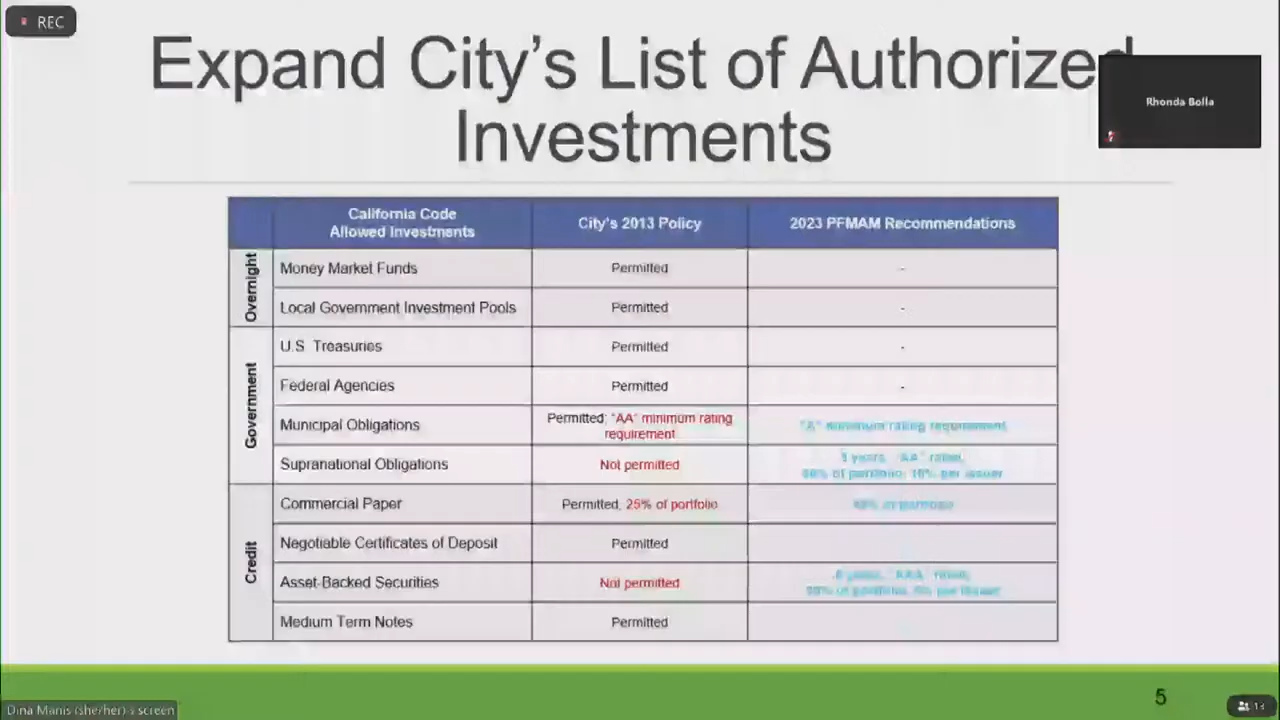 REC
Expand City's List of Authorized
Investments
Rhonda Bolla
California Code
Allowed Investments
City's 2013 Policy
2023 PFMAM Recommendations
Overnight
Money Market Funds
Permitted
-
Local Government Investment Pools
Permitted
-
Government
U.S. Treasuries
Permitted
-
Federal Agencies
Permitted
-
Municipal Obligations
Permitted; "AA" minimum rating
requirement
"A" minimum rating requirement
Supranational Obligations
Not permitted
years, "AA" rated,
of portfolio, per issuer
Credit
Commercial Paper
Permitted, 25% of portfolio
of portfolio
Negotiable Certificates of Deposit
Permitted
Asset-Backed Securities
Not permitted
years, "AAA" rated,
of portfolio, per issuer
Medium Term Notes
Permitted
5
Dina Manis (she/her)'s screen